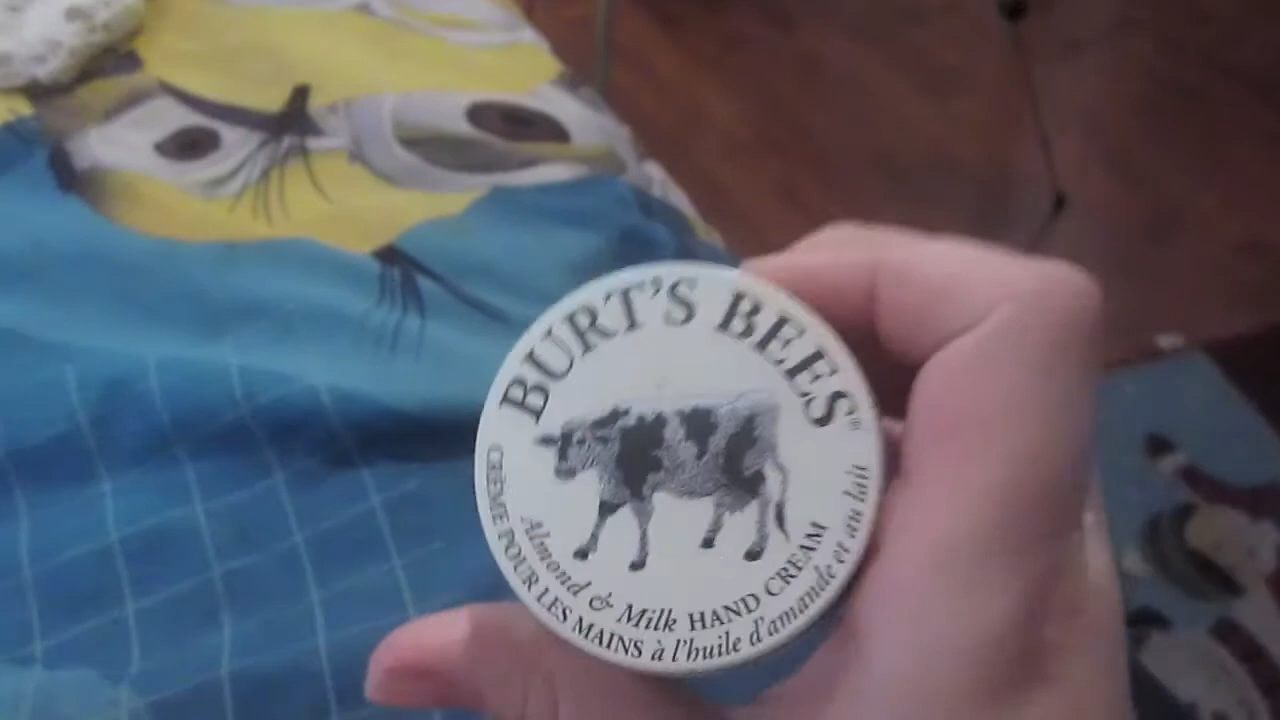 BURT'S BEES®
Almond & Milk HAND CREAM
CRÈME POUR LES MAINS à l'huile d'amande et au lait